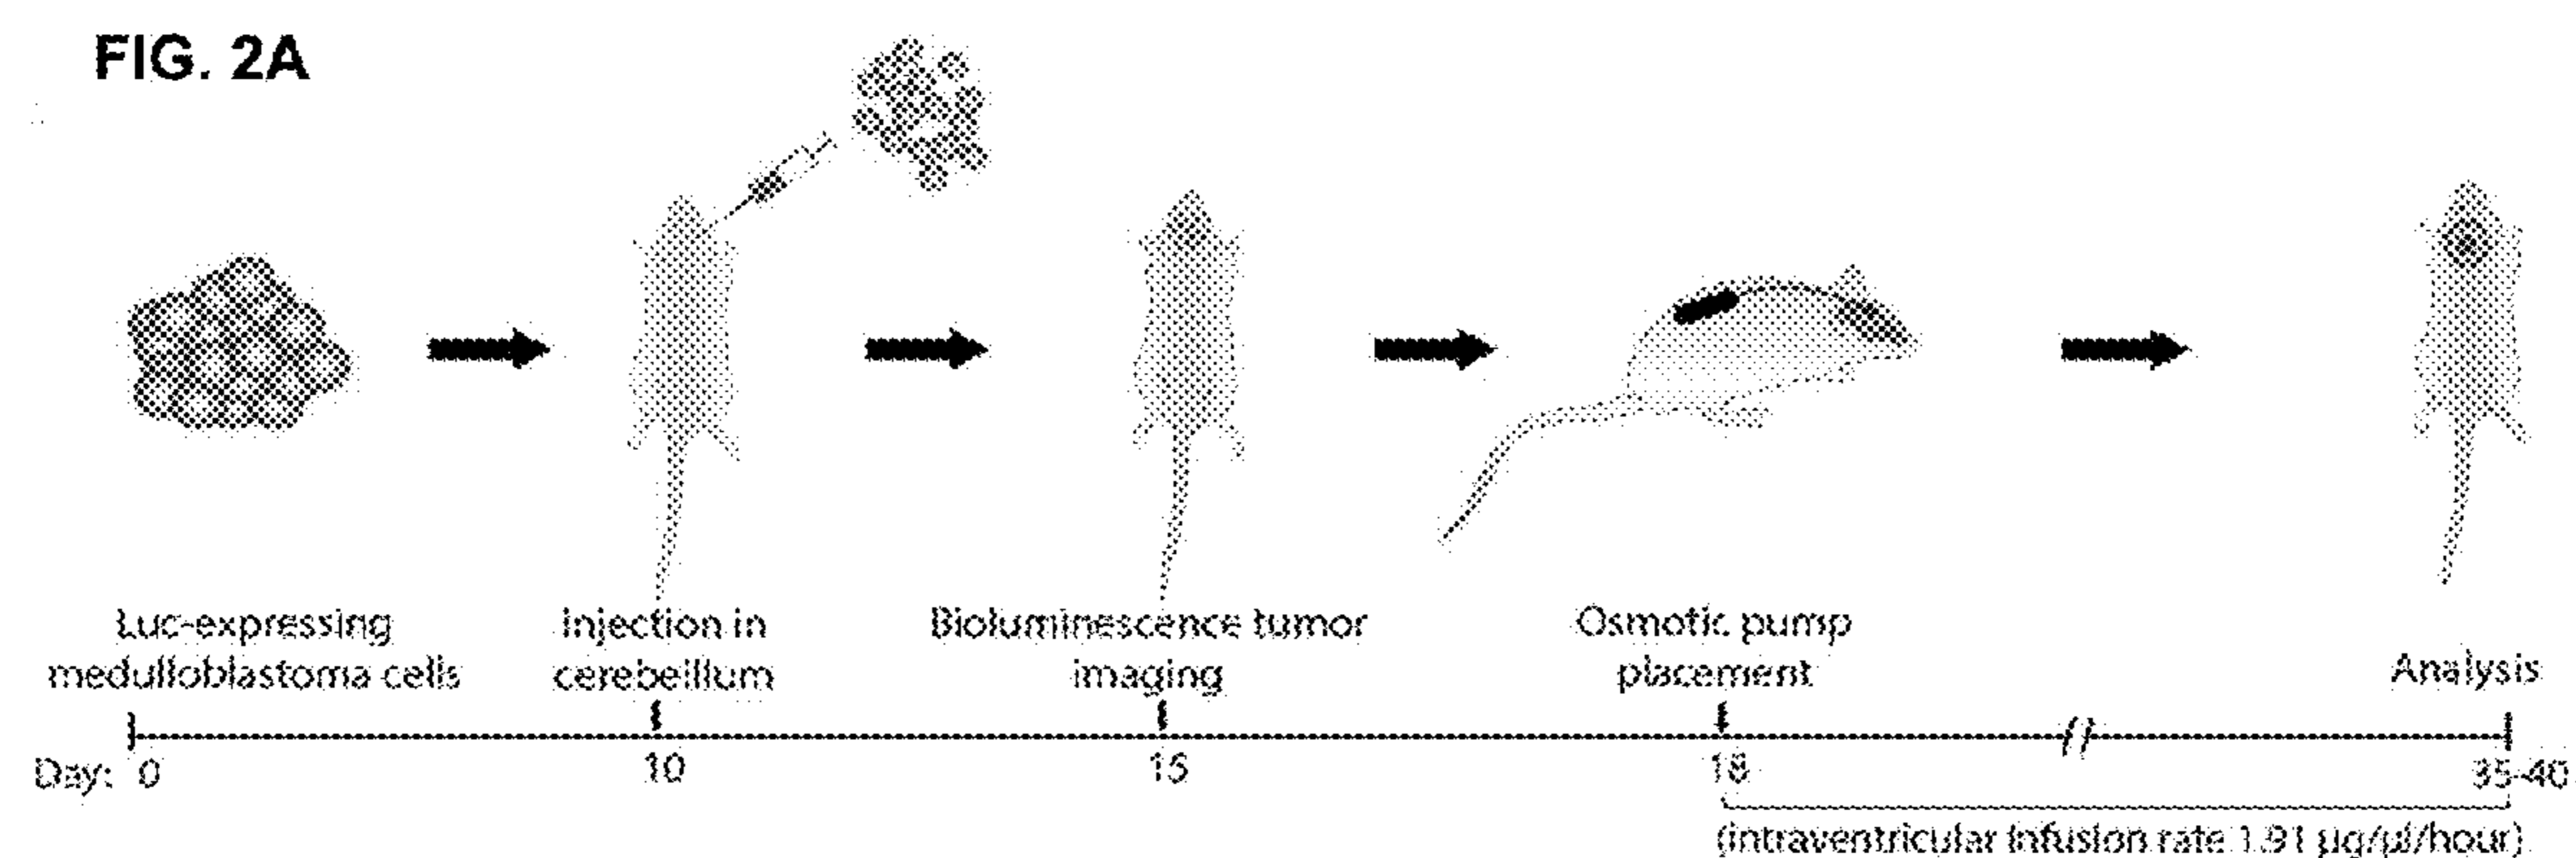 FIG. 2A
Luc-expressing
medulloblastoma cells
Injection in
cerebeillum
Bioluminescence tumor
imaging
Osmotic pump
placement
Analysis
Day: 0 10 15 18 35-40
(intraventricular infusion rate 1.91 µg/µl/hour)